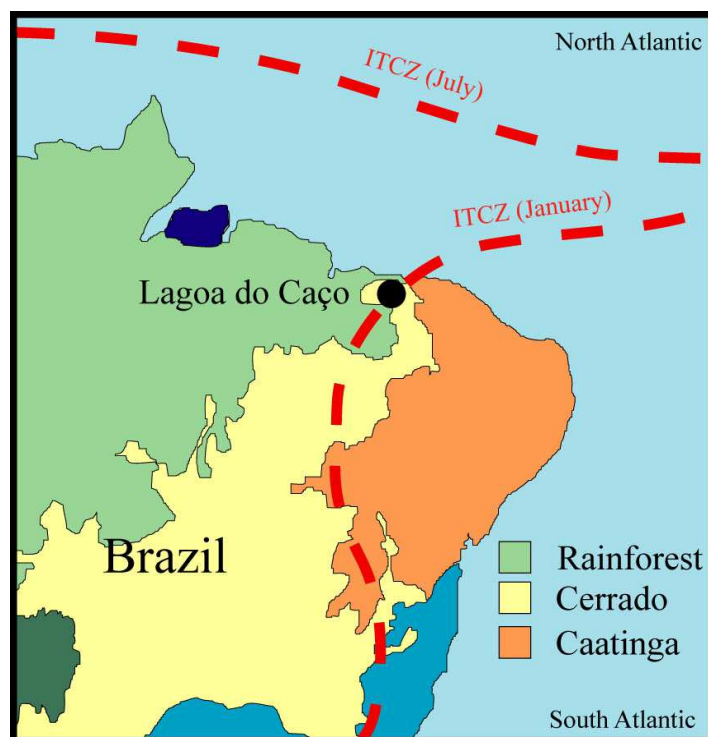 North Atlantic
ITCZ (July)
ITCZ (January)
Lagoa do Caço
Brazil
Rainforest
Cerrado
Caatinga
South Atlantic